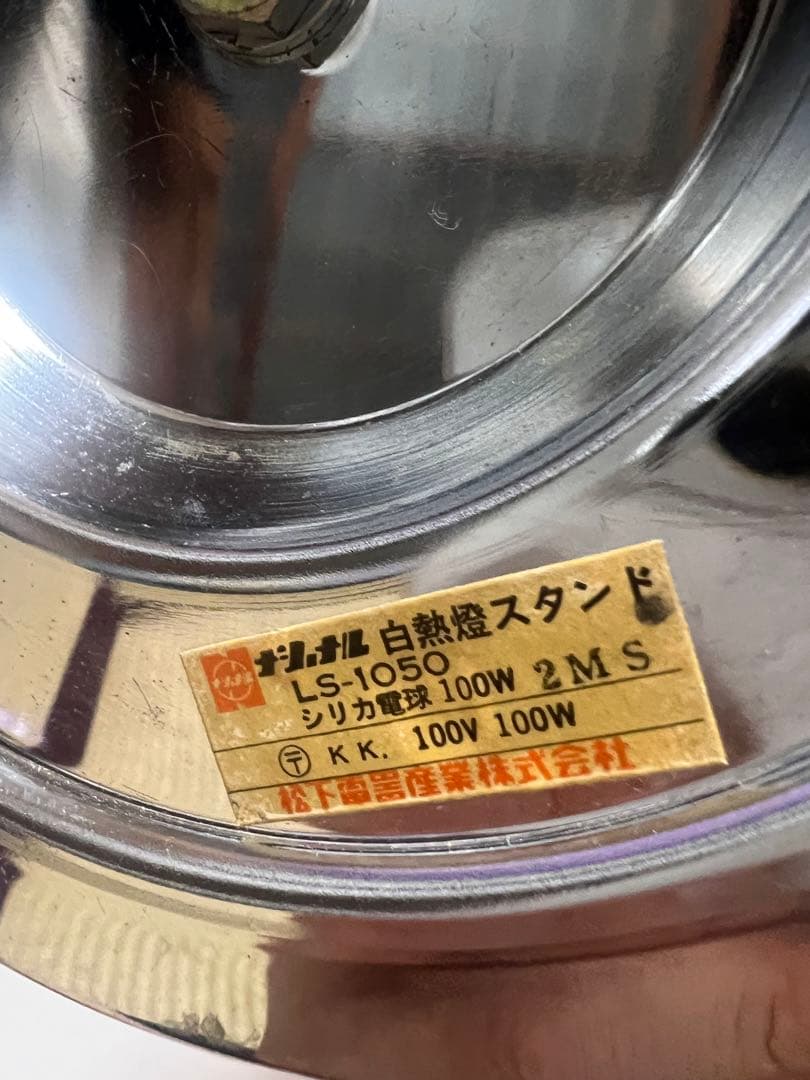 ナショナル 白熱燈スタンド
LS-1050
シリカ電球 100W 2MS
〒 KK. 100V 100W
松下電器産業株式会社